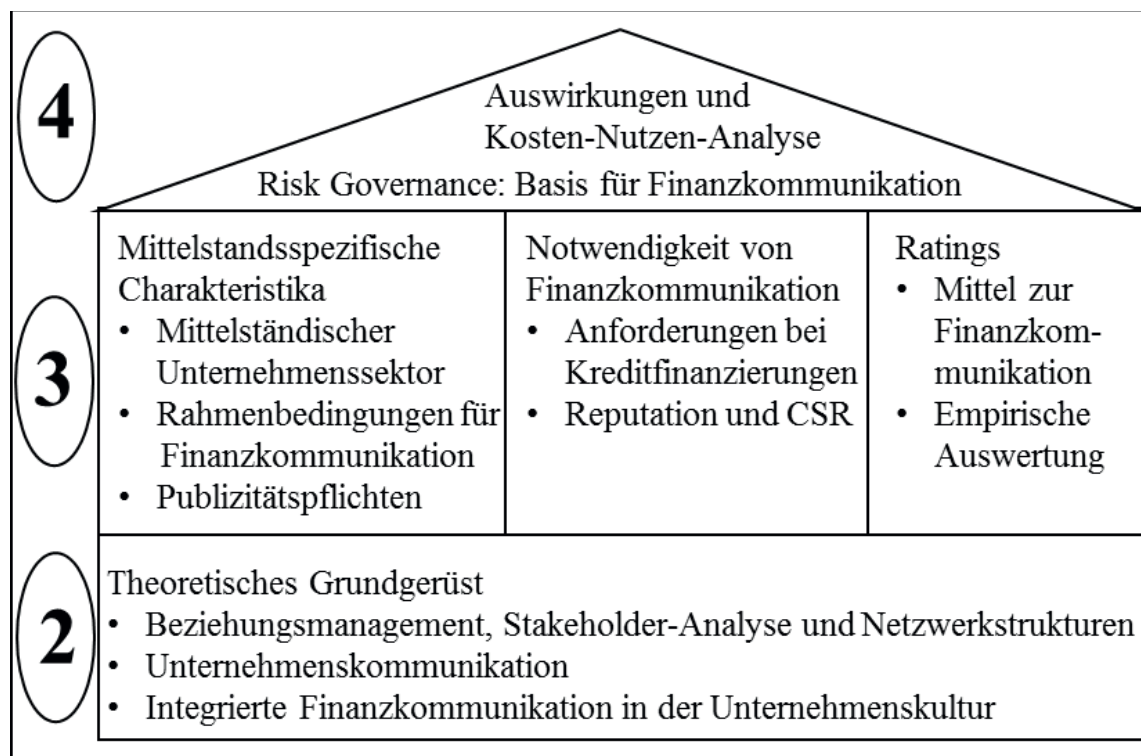 4
Auswirkungen und
Kosten-Nutzen-Analyse
Risk Governance: Basis für Finanzkommunikation
3
Mittelstandsspezifische
Charakteristika
• Mittelständischer
Unternehmenssektor
• Rahmenbedingungen für
Finanzkommunikation
• Publizitätspflichten
Notwendigkeit von
Finanzkommunikation
• Anforderungen bei
Kreditfinanzierungen
• Reputation und CSR
Ratings
• Mittel zur
Finanzkom-
munikation
• Empirische
Auswertung
2
Theoretisches Grundgerüst
• Beziehungsmanagement, Stakeholder-Analyse und Netzwerkstrukturen
• Unternehmenskommunikation
• Integrierte Finanzkommunikation in der Unternehmenskultur